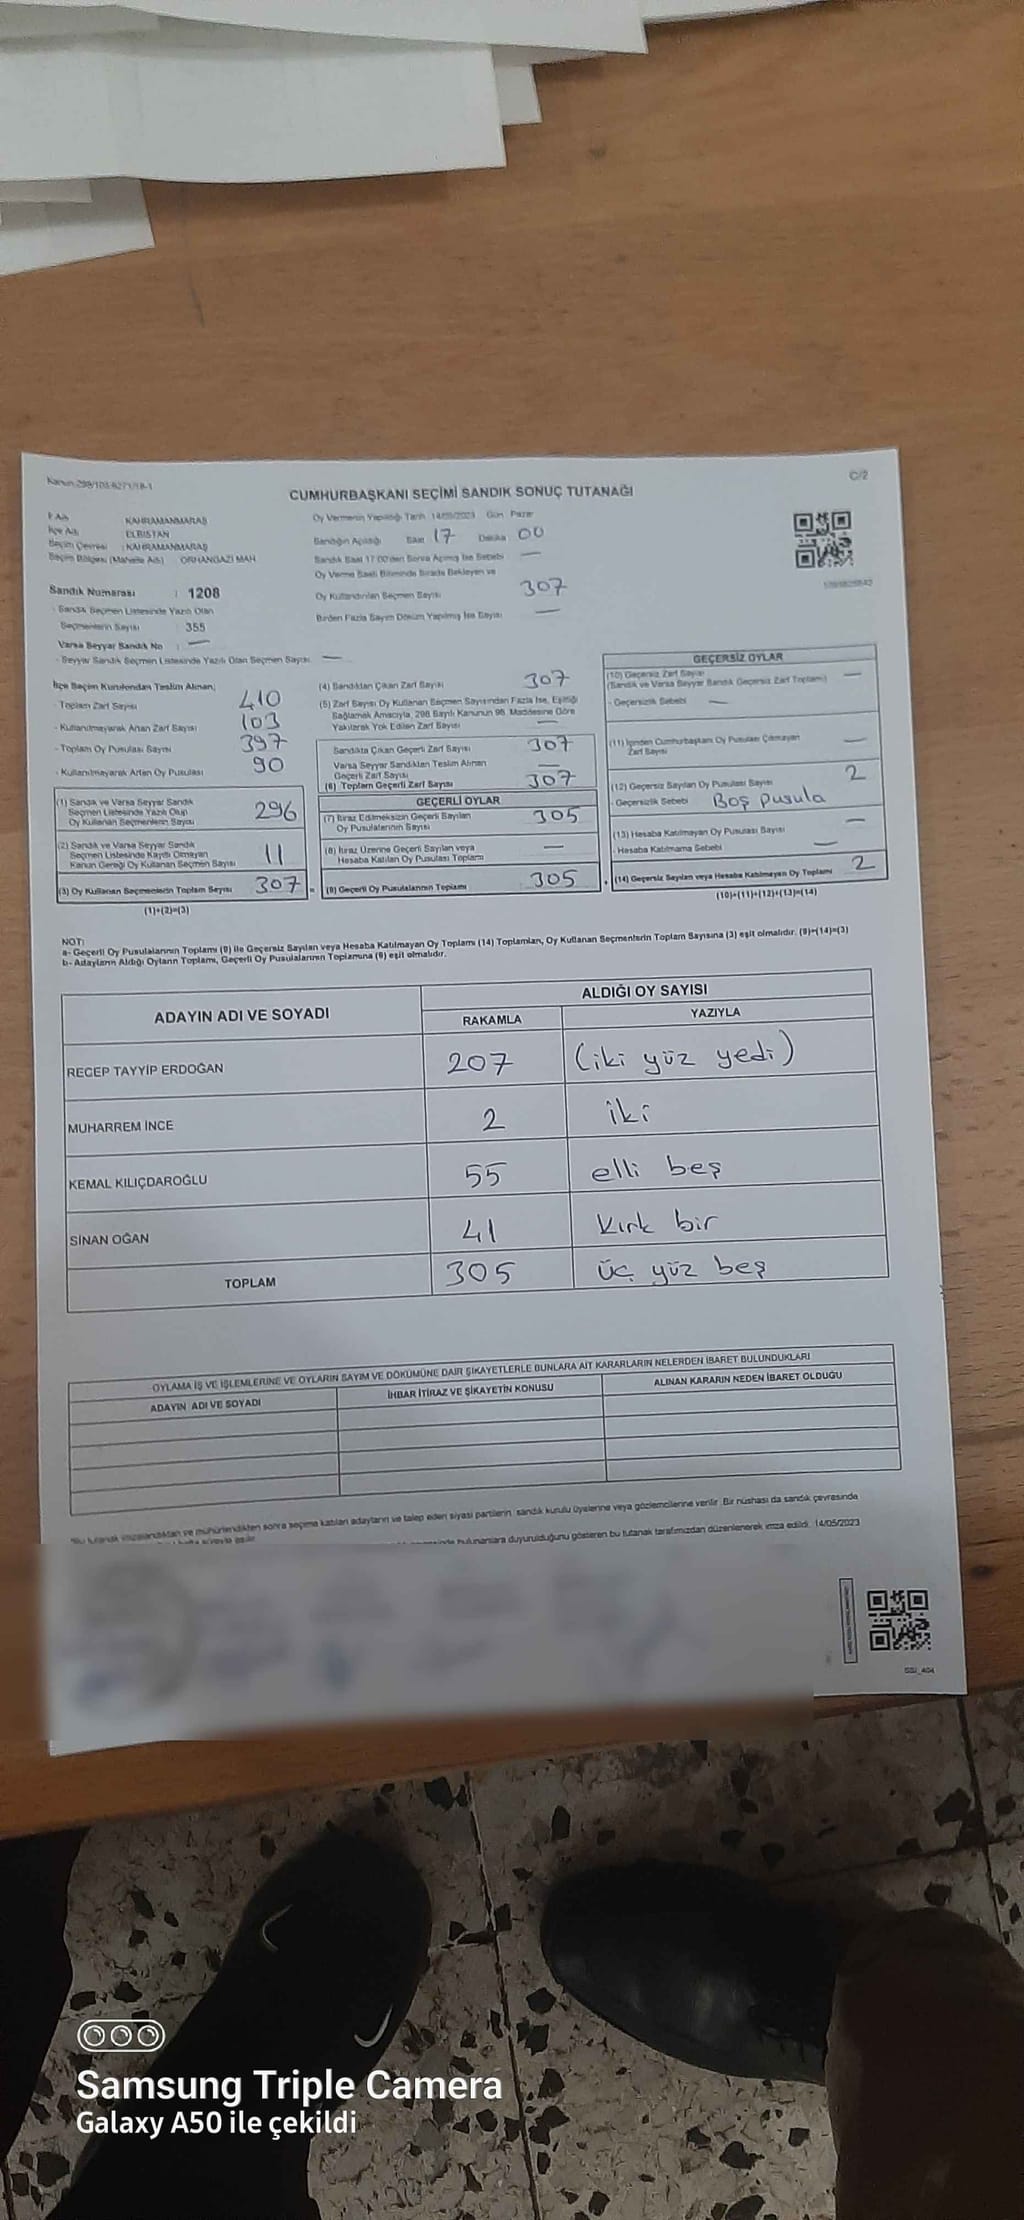 Kanun:298/105-6271/18-1
C/2
CUMHURBAŞKANI SEÇİMİ SANDIK SONUÇ TUTANAĞI
İl Adı KAHRAMANMARAŞ
İlçe Adı ELBİSTAN
Seçim Çevresi : KAHRAMANMARAŞ
Seçim Bölgesi (Mahalle Adı) ORHANGAZİ MAH
Sandık Numarası : 1208
- Sandık Seçmen Listesinde Yazılı Olan
Seçmenlerin Sayısı : 355
Varsa Seyyar Sandık No : —
- Seyyar Sandık Seçmen Listesinde Yazılı Olan Seçmen Sayısı: —
Oy Vermenin Yapıldığı Tarih 14/05/2023 Gün Pazar
Sandığın Açıldığı Saat 17 Dakika 00
Sandık Saat 17:00'den Sonra Açılmış İse Sebebi —
Oy Verme Saati Bitiminde Sırada Bekleyen ve
Oy Kullandırılan Seçmen Sayısı 307
Birden Fazla Sayım Döküm Yapılmış İse Sayısı —
İlçe Seçim Kurulundan Teslim Alınan;
- Toplam Zarf Sayısı 410
- Kullanılmayarak Artan Zarf Sayısı 103
- Toplam Oy Pusulası Sayısı 397
- Kullanılmayarak Artan Oy Pusulası 90
(1) Sandık ve Varsa Seyyar Sandık
Seçmen Listesinde Yazılı Olup
Oy Kullanan Seçmenlerin Sayısı 296
(2) Sandık ve Varsa Seyyar Sandık
Seçmen Listesinde Kayıtlı Olmayan
Kanun Gereği Oy Kullanan Seçmen Sayısı 11
(3) Oy Kullanan Seçmenlerin Toplam Sayısı 307 =
(1)+(2)=(3)
(4) Sandıktan Çıkan Zarf Sayısı 307
(5) Zarf Sayısı Oy Kullanan Seçmen Sayısından Fazla İse, Eşitliği
Sağlamak Amacıyla, 298 Sayılı Kanunun 98. Maddesine Göre
Yakılarak Yok Edilen Zarf Sayısı —
Sandıkta Çıkan Geçerli Zarf Sayısı 307
Varsa Seyyar Sandıktan Teslim Alınan
Geçerli Zarf Sayısı —
(6) Toplam Geçerli Zarf Sayısı 307
GEÇERLİ OYLAR
(7) İtiraz Edilmeksizin Geçerli Sayılan
Oy Pusulalarının Sayısı 305
(8) İtiraz Üzerine Geçerli Sayılan veya
Hesaba Katılan Oy Pusulası Toplamı —
(9) Geçerli Oy Pusulalarının Toplamı 305 +
GEÇERSİZ OYLAR
(10) Geçersiz Zarf Sayısı
(Sandık ve Varsa Seyyar Sandık Geçersiz Zarf Toplamı) —
- Geçersizlik Sebebi —
(11) İçinden Cumhurbaşkanı Oy Pusulası Çıkmayan
Zarf Sayısı —
(12) Geçersiz Sayılan Oy Pusulası Sayısı 2
- Geçersizlik Sebebi Boş pusula
(13) Hesaba Katılmayan Oy Pusulası Sayısı —
- Hesaba Katılmama Sebebi —
(14) Geçersiz Sayılan veya Hesaba Katılmayan Oy Toplamı 2
(10)+(11)+(12)+(13)=(14)
NOT:
a- Geçerli Oy Pusulalarının Toplamı (9) ile Geçersiz Sayılan veya Hesaba Katılmayan Oy Toplamı (14) Toplamları, Oy Kullanan Seçmenlerin Toplam Sayısına (3) eşit olmalıdır. (9)+(14)=(3)
b- Adayların Aldığı Oyların Toplamı, Geçerli Oy Pusulalarının Toplamına (9) eşit olmalıdır.
ADAYIN ADI VE SOYADI
ALDIĞI OY SAYISI
RAKAMLA YAZIYLA
RECEP TAYYİP ERDOĞAN 207 (iki yüz yedi)
MUHARREM İNCE 2 iki
KEMAL KILIÇDAROĞLU 55 elli beş
SİNAN OĞAN 41 kırk bir
TOPLAM 305 üç yüz beş
OYLAMA İŞ VE İŞLEMLERİNE VE OYLARIN SAYIM VE DÖKÜMÜNE DAİR ŞİKAYETLERLE BUNLARA AİT KARARLARIN NELERDEN İBARET BULUNDUKLARI
ADAYIN ADI VE SOYADI İHBAR İTİRAZ VE ŞİKAYETİN KONUSU ALINAN KARARIN NEDEN İBARET OLDUĞU
Bu tutanak imzalandıktan ve mühürlendikten sonra seçime katılan adayların ve talep eden siyasi partilerin sandık kurulu üyelerine veya gözlemcilerine verilir. Bir nüshası da sandık çevresinde
bulunanlara duyurulduğunu gösteren bu tutanak tarafımızdan düzenlenerek imza edildi. 14/05/2023
Samsung Triple Camera
Galaxy A50 ile çekildi